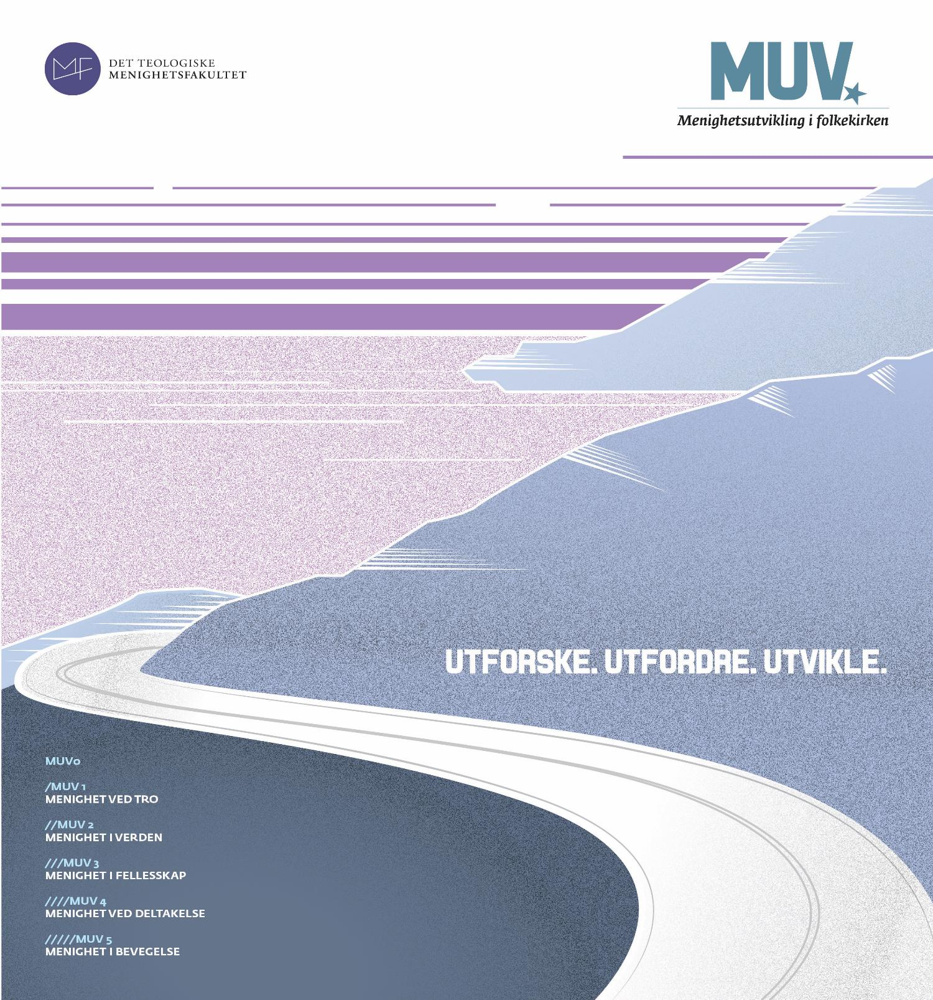 MF
DET TEOLOGISKE
MENIGHETSFAKULTET
MUV
Menighetsutvikling i folkekirken
UTFORSKE. UTFORDRE. UTVIKLE.
MUV0
/MUV 1
MENIGHET VED TRO
//MUV 2
MENIGHET I VERDEN
///MUV 3
MENIGHET I FELLESSKAP
////MUV 4
MENIGHET VED DELTAKELSE
/////MUV 5
MENIGHET I BEVEGELSE